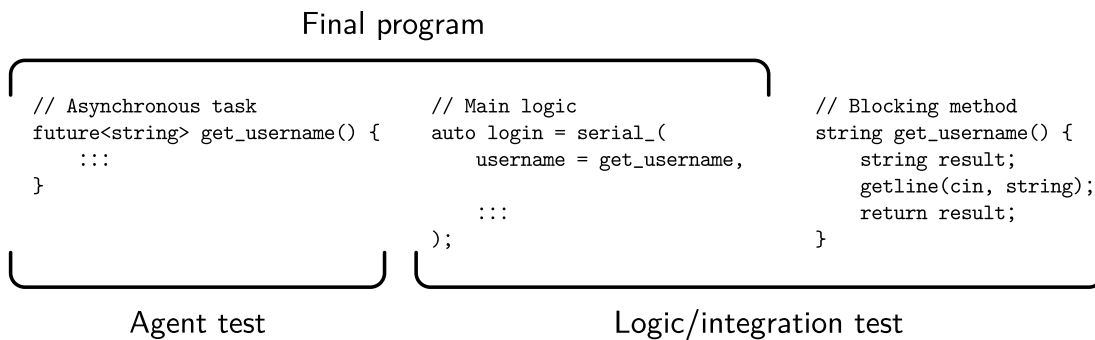 Final program
// Asynchronous task
future<string> get_username() {
    :::
}
// Main logic
auto login = serial_(
    username = get_username,
    :::
);
// Blocking method
string get_username() {
    string result;
    getline(cin, string);
    return result;
}
Agent test
Logic/integration test